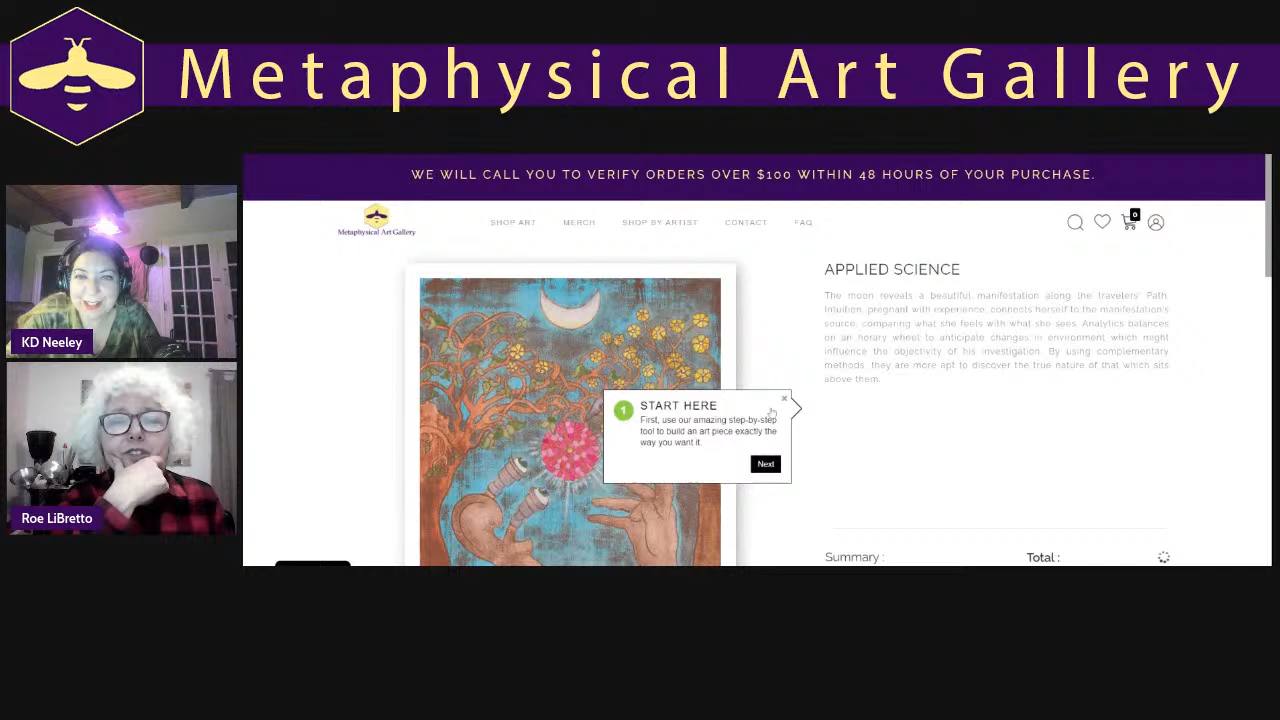 Metaphysical Art Gallery
WE WILL CALL YOU TO VERIFY ORDERS OVER $100 WITHIN 48 HOURS OF YOUR PURCHASE.
Metaphysical Art Gallery
SHOP ART MERCH SHOP BY ARTIST CONTACT FAQ
0
KD Neeley
Roe LiBretto
APPLIED SCIENCE
The moon reveals a beautiful manifestation along the travelers' Path.
Intuition, pregnant with experience, connects herself to the manifestation's
source, comparing what she feels with what she sees. Analytics balances
on an horary wheel to anticipate changes in environment which might
influence the objectivity of his investigation. By using complementary
methods, they are more apt to discover the true nature of that which sits
above them.
1 START HERE
First, use our amazing step-by-step
tool to build an art piece exactly the
way you want it.
Next
Summary : Total :